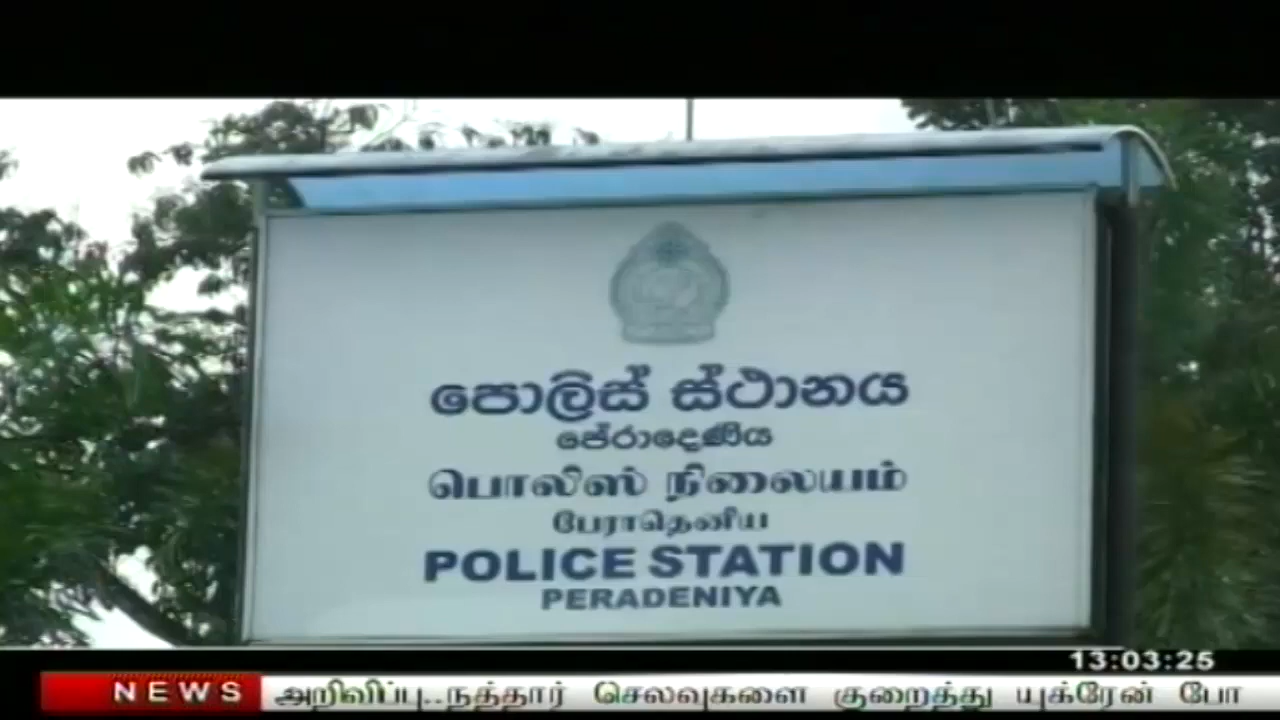 පොලිස් ස්ථානය
පේරාදෙණිය
பொலிஸ் நிலையம்
பேராதெனிய
POLICE STATION
PERADENIYA
13:03:25
NEWS அறிவிப்பு..நத்தார் செலவுகளை குறைத்து யுக்ரேன் போ